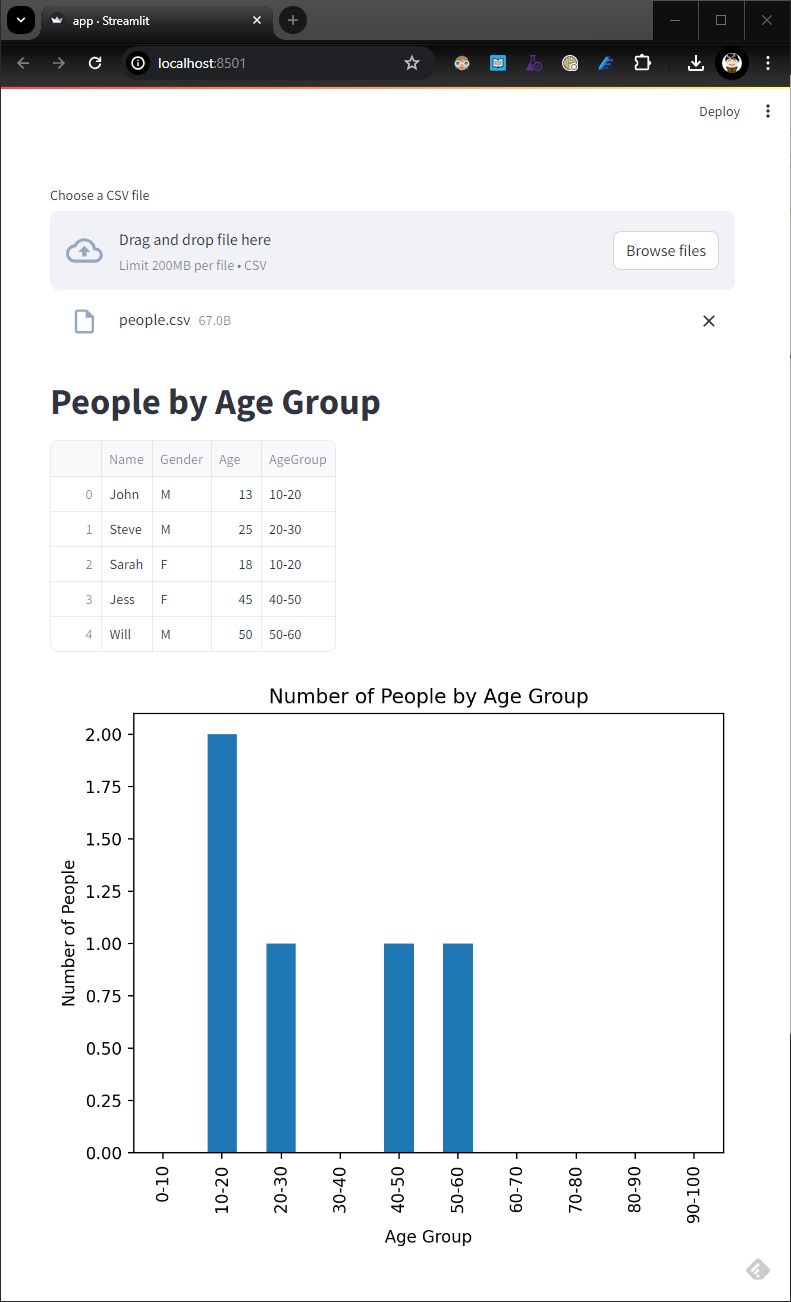 app · Streamlit
localhost:8501
Deploy
Choose a CSV file
Drag and drop file here
Limit 200MB per file • CSV
Browse files
people.csv 67.0B
People by Age Group
Name Gender Age AgeGroup
0 John M 13 10-20
1 Steve M 25 20-30
2 Sarah F 18 10-20
3 Jess F 45 40-50
4 Will M 50 50-60
Number of People by Age Group
Number of People
2.00
1.75
1.50
1.25
1.00
0.75
0.50
0.25
0.00
0-10 10-20 20-30 30-40 40-50 50-60 60-70 70-80 80-90 90-100
Age Group